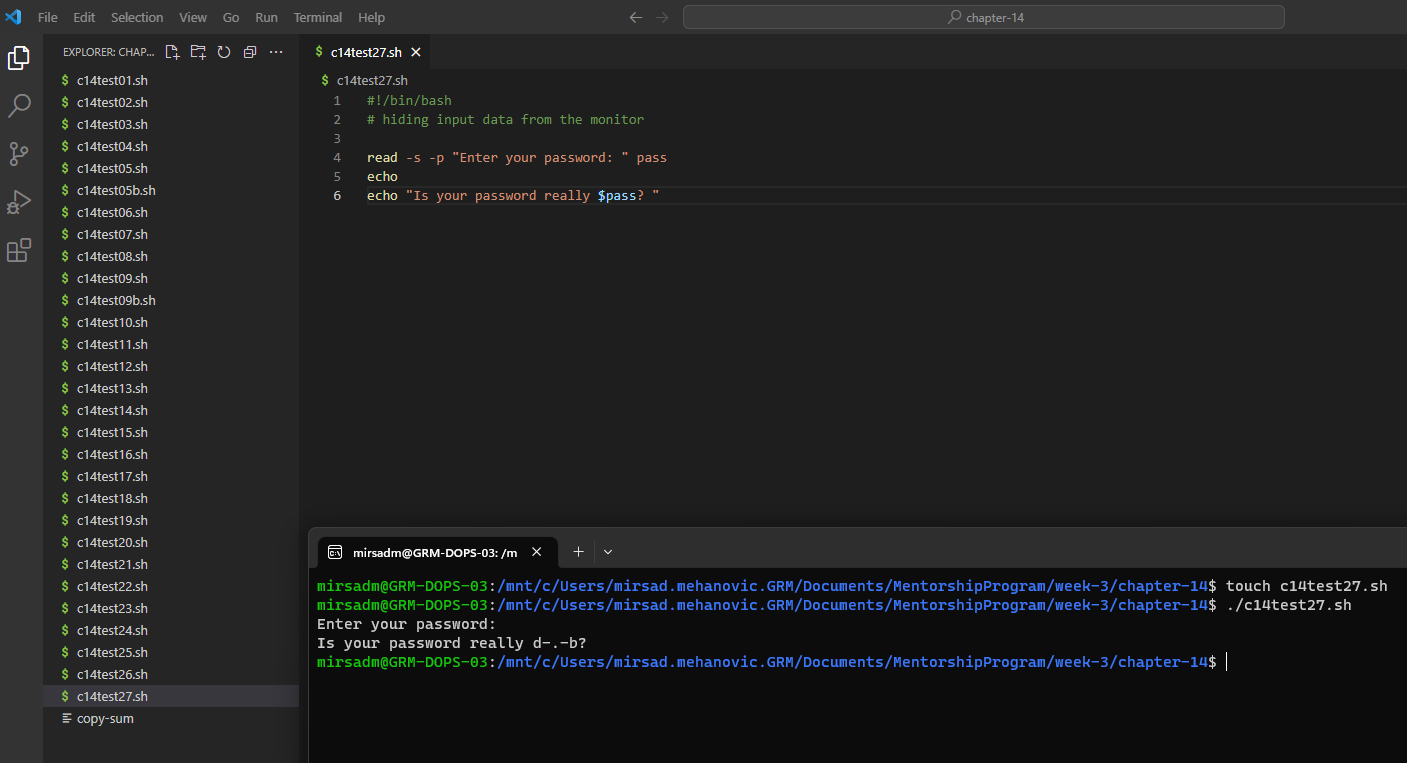 File Edit Selection View Go Run Terminal Help
chapter-14
EXPLORER: CHAP...
c14test01.sh
c14test02.sh
c14test03.sh
c14test04.sh
c14test05.sh
c14test05b.sh
c14test06.sh
c14test07.sh
c14test08.sh
c14test09.sh
c14test09b.sh
c14test10.sh
c14test11.sh
c14test12.sh
c14test13.sh
c14test14.sh
c14test15.sh
c14test16.sh
c14test17.sh
c14test18.sh
c14test19.sh
c14test20.sh
c14test21.sh
c14test22.sh
c14test23.sh
c14test24.sh
c14test25.sh
c14test26.sh
c14test27.sh
copy-sum
$ c14test27.sh
$ c14test27.sh
1 #!/bin/bash
2 # hiding input data from the monitor
3
4 read -s -p "Enter your password: " pass
5 echo
6 echo "Is your password really $pass? "
mirsadm@GRM-DOPS-03: /m
mirsadm@GRM-DOPS-03:/mnt/c/Users/mirsad.mehanovic.GRM/Documents/MentorshipProgram/week-3/chapter-14$ touch c14test27.sh
mirsadm@GRM-DOPS-03:/mnt/c/Users/mirsad.mehanovic.GRM/Documents/MentorshipProgram/week-3/chapter-14$ ./c14test27.sh
Enter your password:
Is your password really d-.-b?
mirsadm@GRM-DOPS-03:/mnt/c/Users/mirsad.mehanovic.GRM/Documents/MentorshipProgram/week-3/chapter-14$